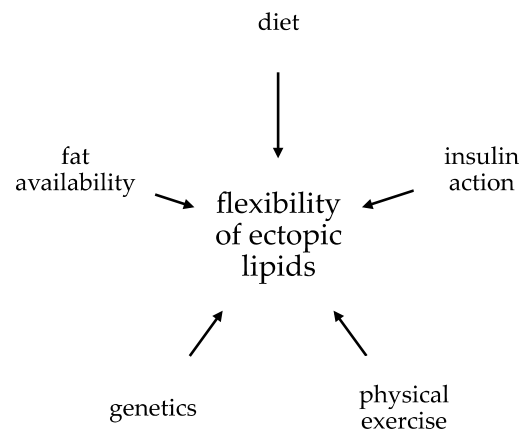 diet
fat
availability
insulin
action
flexibility
of ectopic
lipids
genetics
physical
exercise